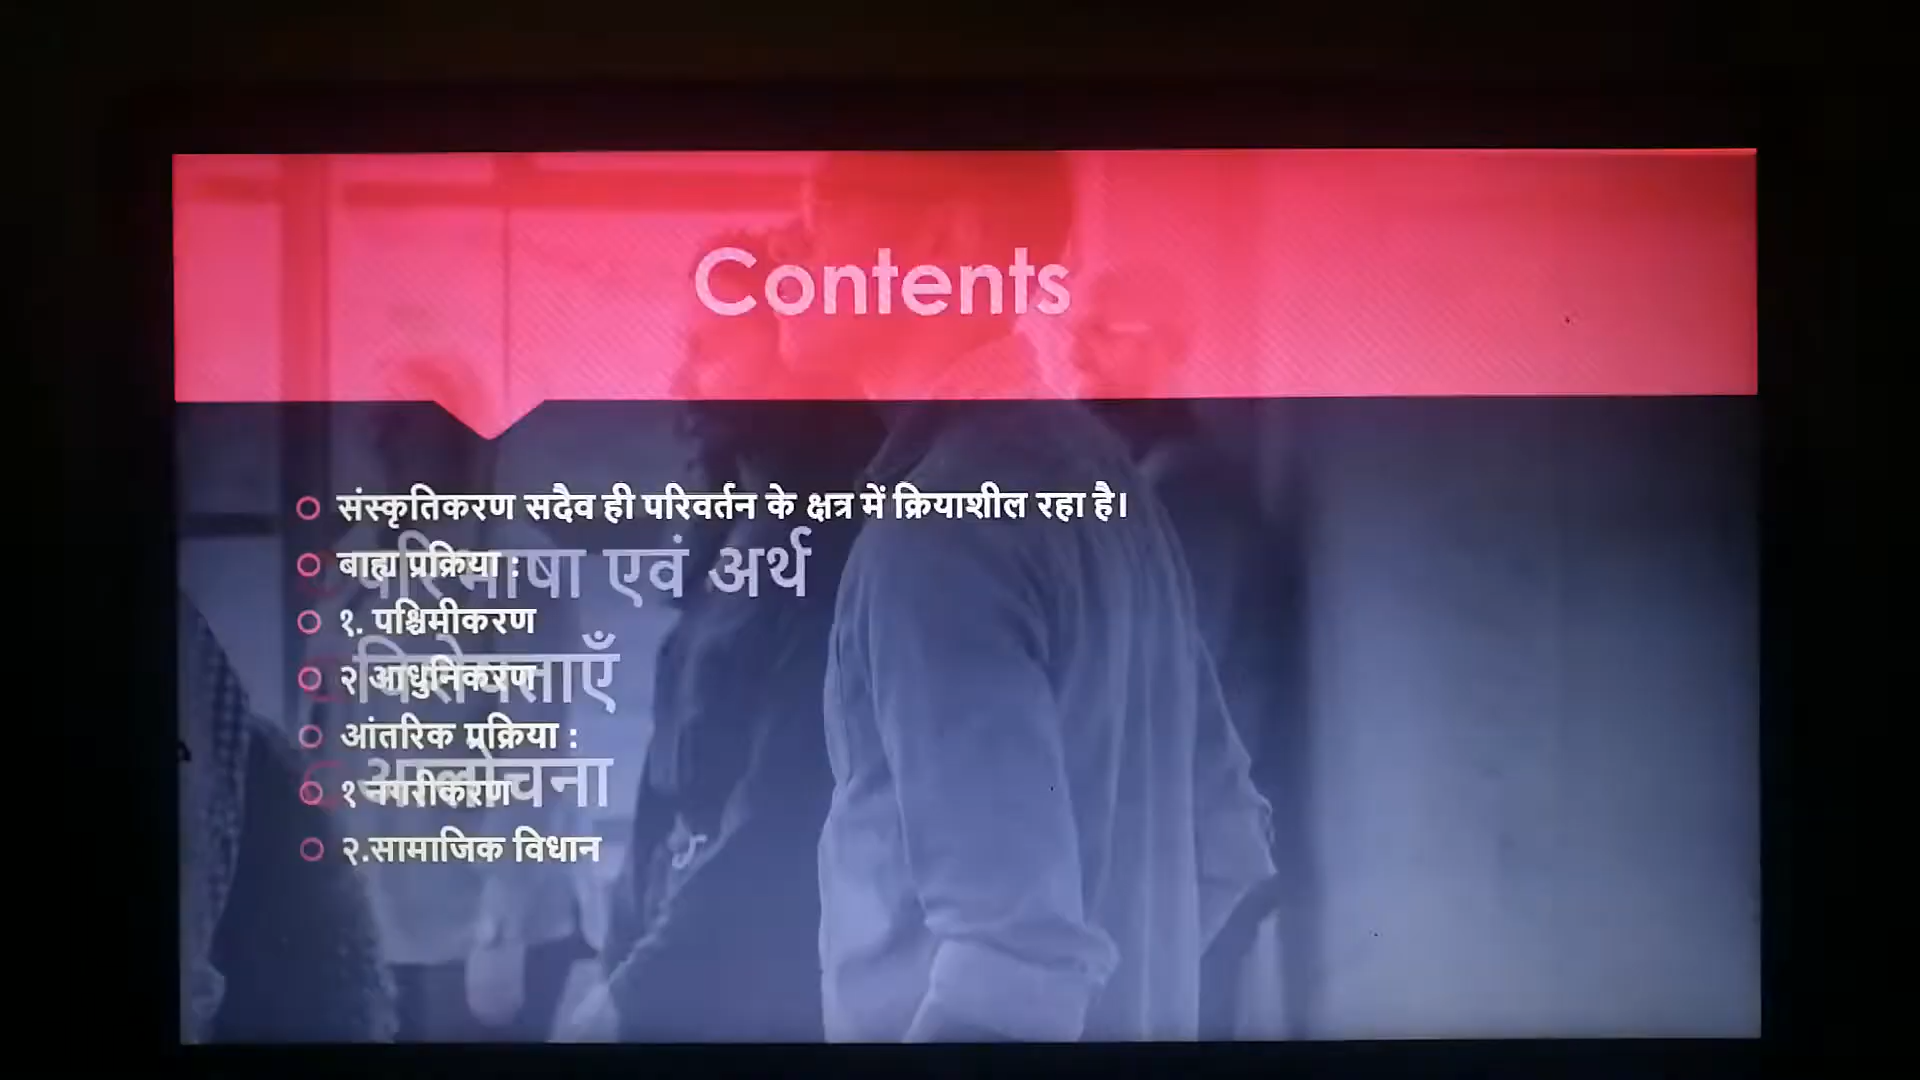 Contents
संस्कृतिकरण सदैव ही परिवर्तन के क्षत्र में क्रियाशील रहा है।
बाह्य प्रक्रिया :
परिभाषा एवं अर्थ
१. पश्चिमीकरण
२ आधुनिकरण
विशेषताएँ
आंतरिक प्रक्रिया :
१ नगरीकरण
आलोचना
२.सामाजिक विधान